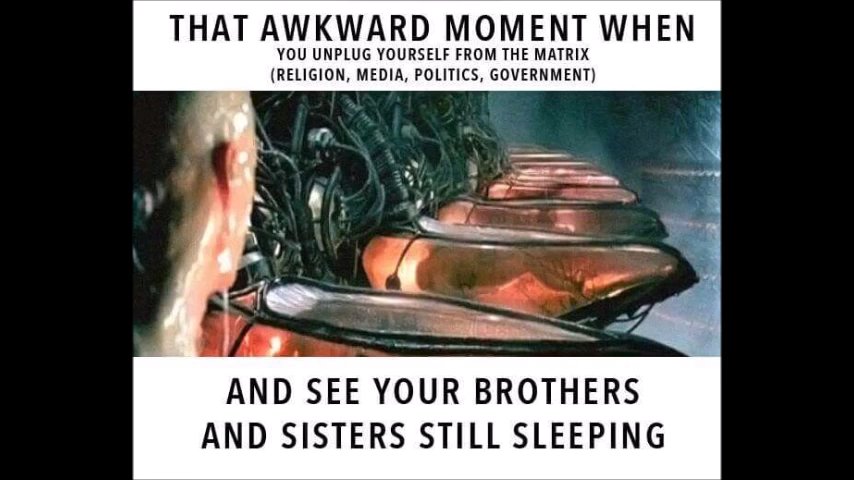 THAT AWKWARD MOMENT WHEN
YOU UNPLUG YOURSELF FROM THE MATRIX
(RELIGION, MEDIA, POLITICS, GOVERNMENT)
AND SEE YOUR BROTHERS
AND SISTERS STILL SLEEPING